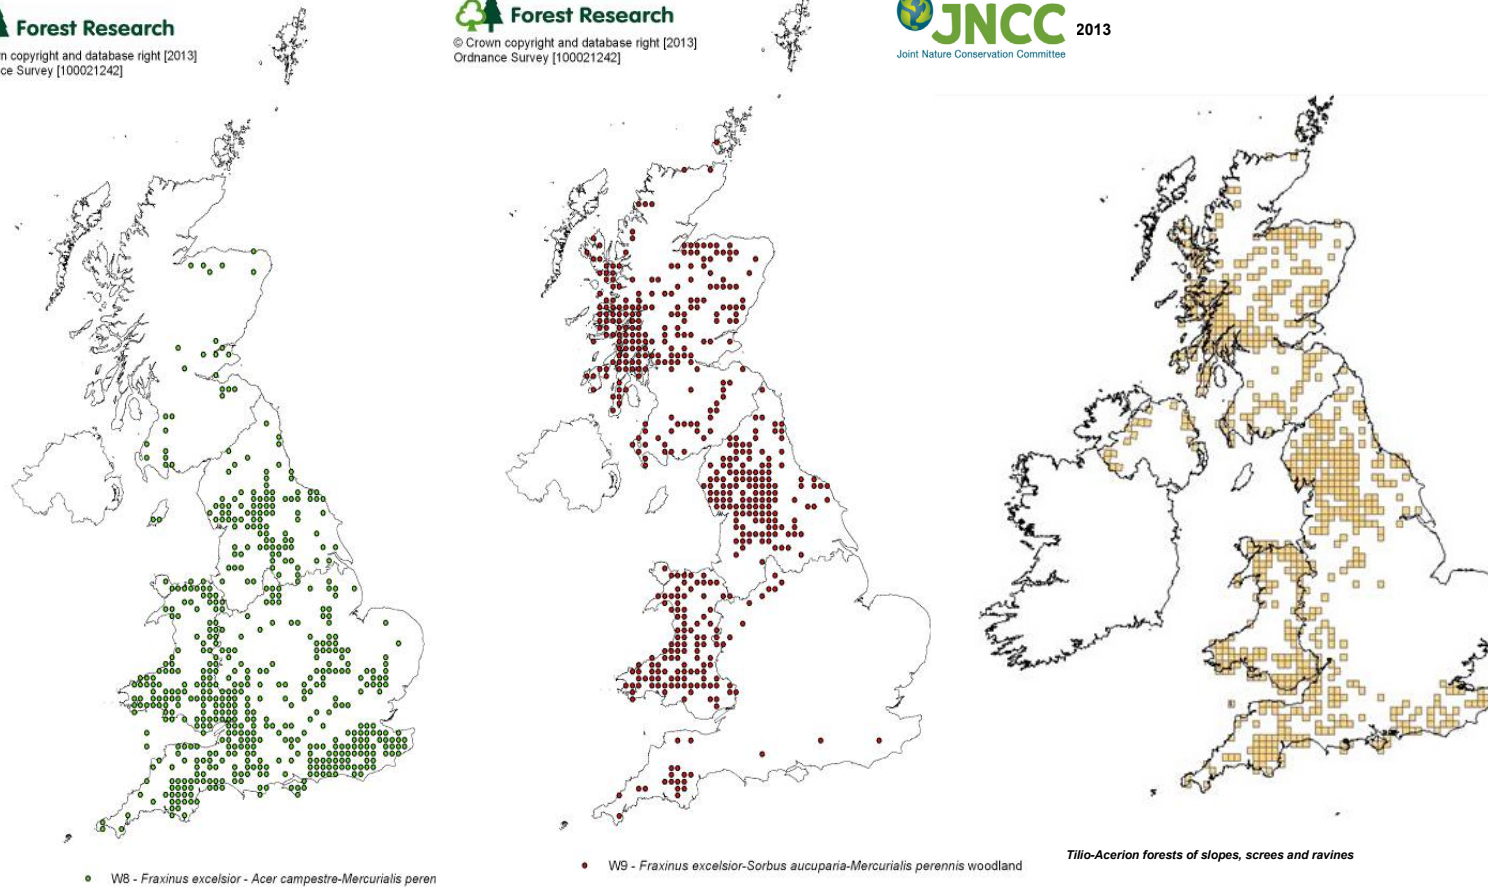 Forest Research
n copyright and database right [2013]
ce Survey [100021242]
Forest Research
© Crown copyright and database right [2013]
Ordnance Survey [100021242]
JNCC 2013
Joint Nature Conservation Committee
Tilio-Acerion forests of slopes, screes and ravines
W9 - Fraxinus excelsior-Sorbus aucuparia-Mercurialis perennis woodland
W8 - Fraxinus excelsior - Acer campestre-Mercurialis peren